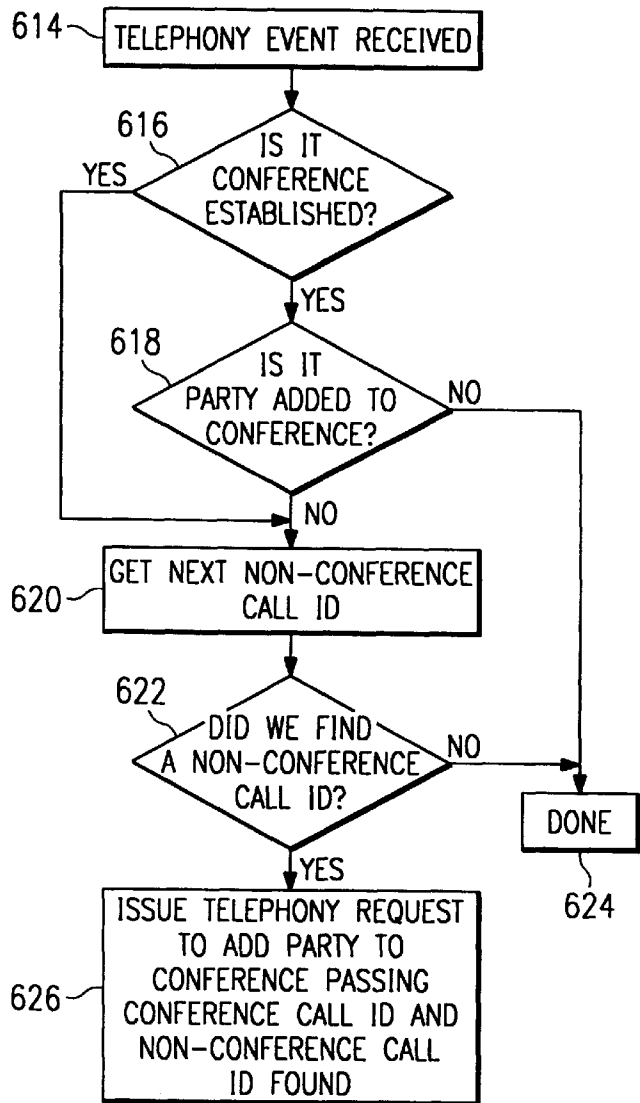 614
TELEPHONY EVENT RECEIVED
616
IS IT
CONFERENCE
ESTABLISHED?
YES
YES
618
IS IT
PARTY ADDED TO
CONFERENCE?
NO
NO
620
GET NEXT NON-CONFERENCE
CALL ID
622
DID WE FIND
A NON-CONFERENCE
CALL ID?
NO
DONE
624
YES
626
ISSUE TELEPHONY REQUEST
TO ADD PARTY TO
CONFERENCE PASSING
CONFERENCE CALL ID AND
NON-CONFERENCE CALL
ID FOUND